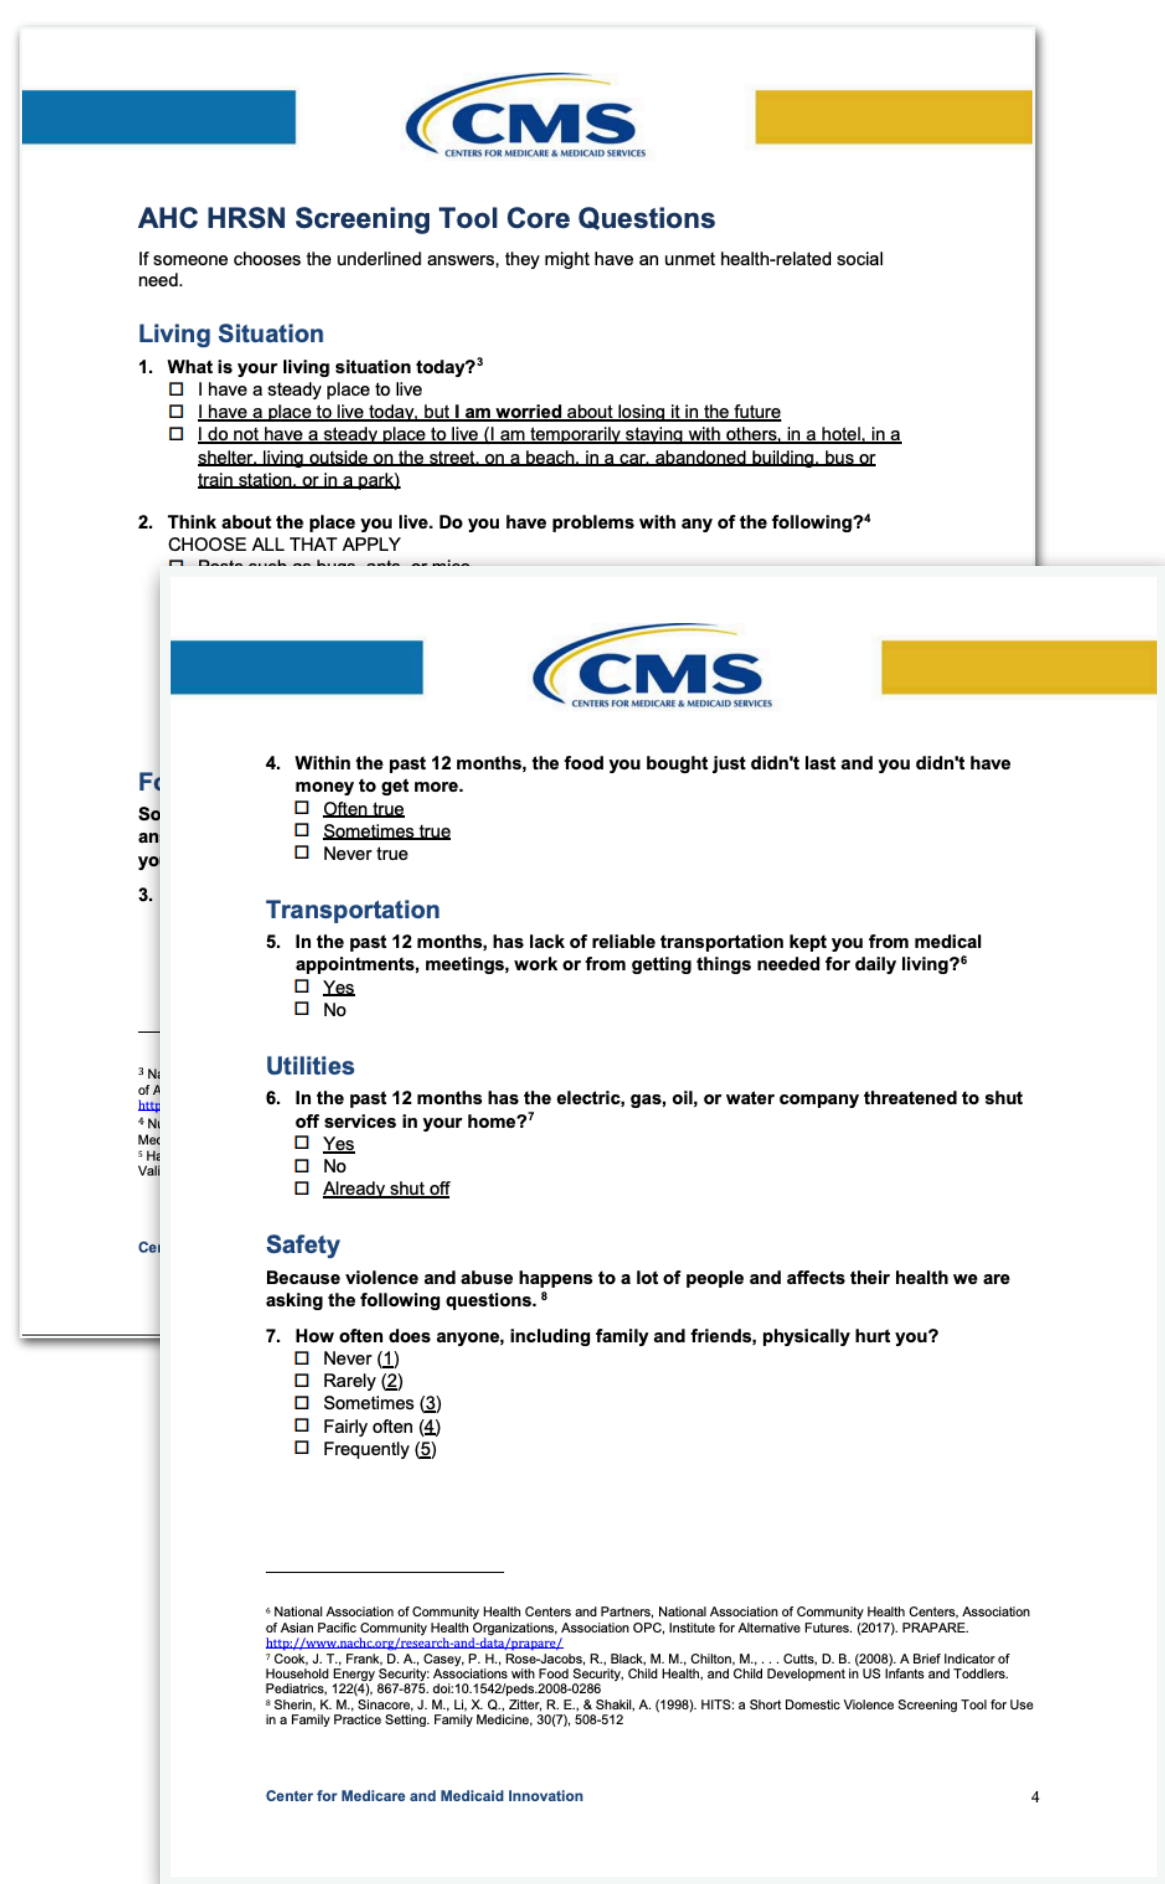 CMS
CENTERS FOR MEDICARE & MEDICAID SERVICES
AHC HRSN Screening Tool Core Questions
If someone chooses the underlined answers, they might have an unmet health-related social
need.
Living Situation
1. What is your living situation today?³
☐ I have a steady place to live
☐ I have a place to live today, but I am worried about losing it in the future
☐ I do not have a steady place to live (I am temporarily staying with others, in a hotel, in a
shelter, living outside on the street, on a beach, in a car, abandoned building, bus or
train station, or in a park)
2. Think about the place you live. Do you have problems with any of the following?⁴
CHOOSE ALL THAT APPLY
☐ Pests such as bugs, ants, or mice
So
an
yo
3.
³
of A
http
⁴
⁵
CMS
CENTERS FOR MEDICARE & MEDICAID SERVICES
4. Within the past 12 months, the food you bought just didn't last and you didn't have
money to get more.
☐ Often true
☐ Sometimes true
☐ Never true
Transportation
5. In the past 12 months, has lack of reliable transportation kept you from medical
appointments, meetings, work or from getting things needed for daily living?⁶
☐ Yes
☐ No
Utilities
6. In the past 12 months has the electric, gas, oil, or water company threatened to shut
off services in your home?⁷
☐ Yes
☐ No
☐ Already shut off
Safety
Because violence and abuse happens to a lot of people and affects their health we are
asking the following questions. ⁸
7. How often does anyone, including family and friends, physically hurt you?
☐ Never (1)
☐ Rarely (2)
☐ Sometimes (3)
☐ Fairly often (4)
☐ Frequently (5)
⁶ National Association of Community Health Centers and Partners, National Association of Community Health Centers, Association
of Asian Pacific Community Health Organizations, Association OPC, Institute for Alternative Futures. (2017). PRAPARE.
http://www.nachc.org/research-and-data/prapare/
⁷ Cook, J. T., Frank, D. A., Casey, P. H., Rose-Jacobs, R., Black, M. M., Chilton, M., . . . Cutts, D. B. (2008). A Brief Indicator of
Household Energy Security: Associations with Food Security, Child Health, and Child Development in US Infants and Toddlers.
Pediatrics, 122(4), 867-875. doi:10.1542/peds.2008-0286
⁸ Sherin, K. M., Sinacore, J. M., Li, X. Q., Zitter, R. E., & Shakil, A. (1998). HITS: a Short Domestic Violence Screening Tool for Use
in a Family Practice Setting. Family Medicine, 30(7), 508-512
Center for Medicare and Medicaid Innovation
4